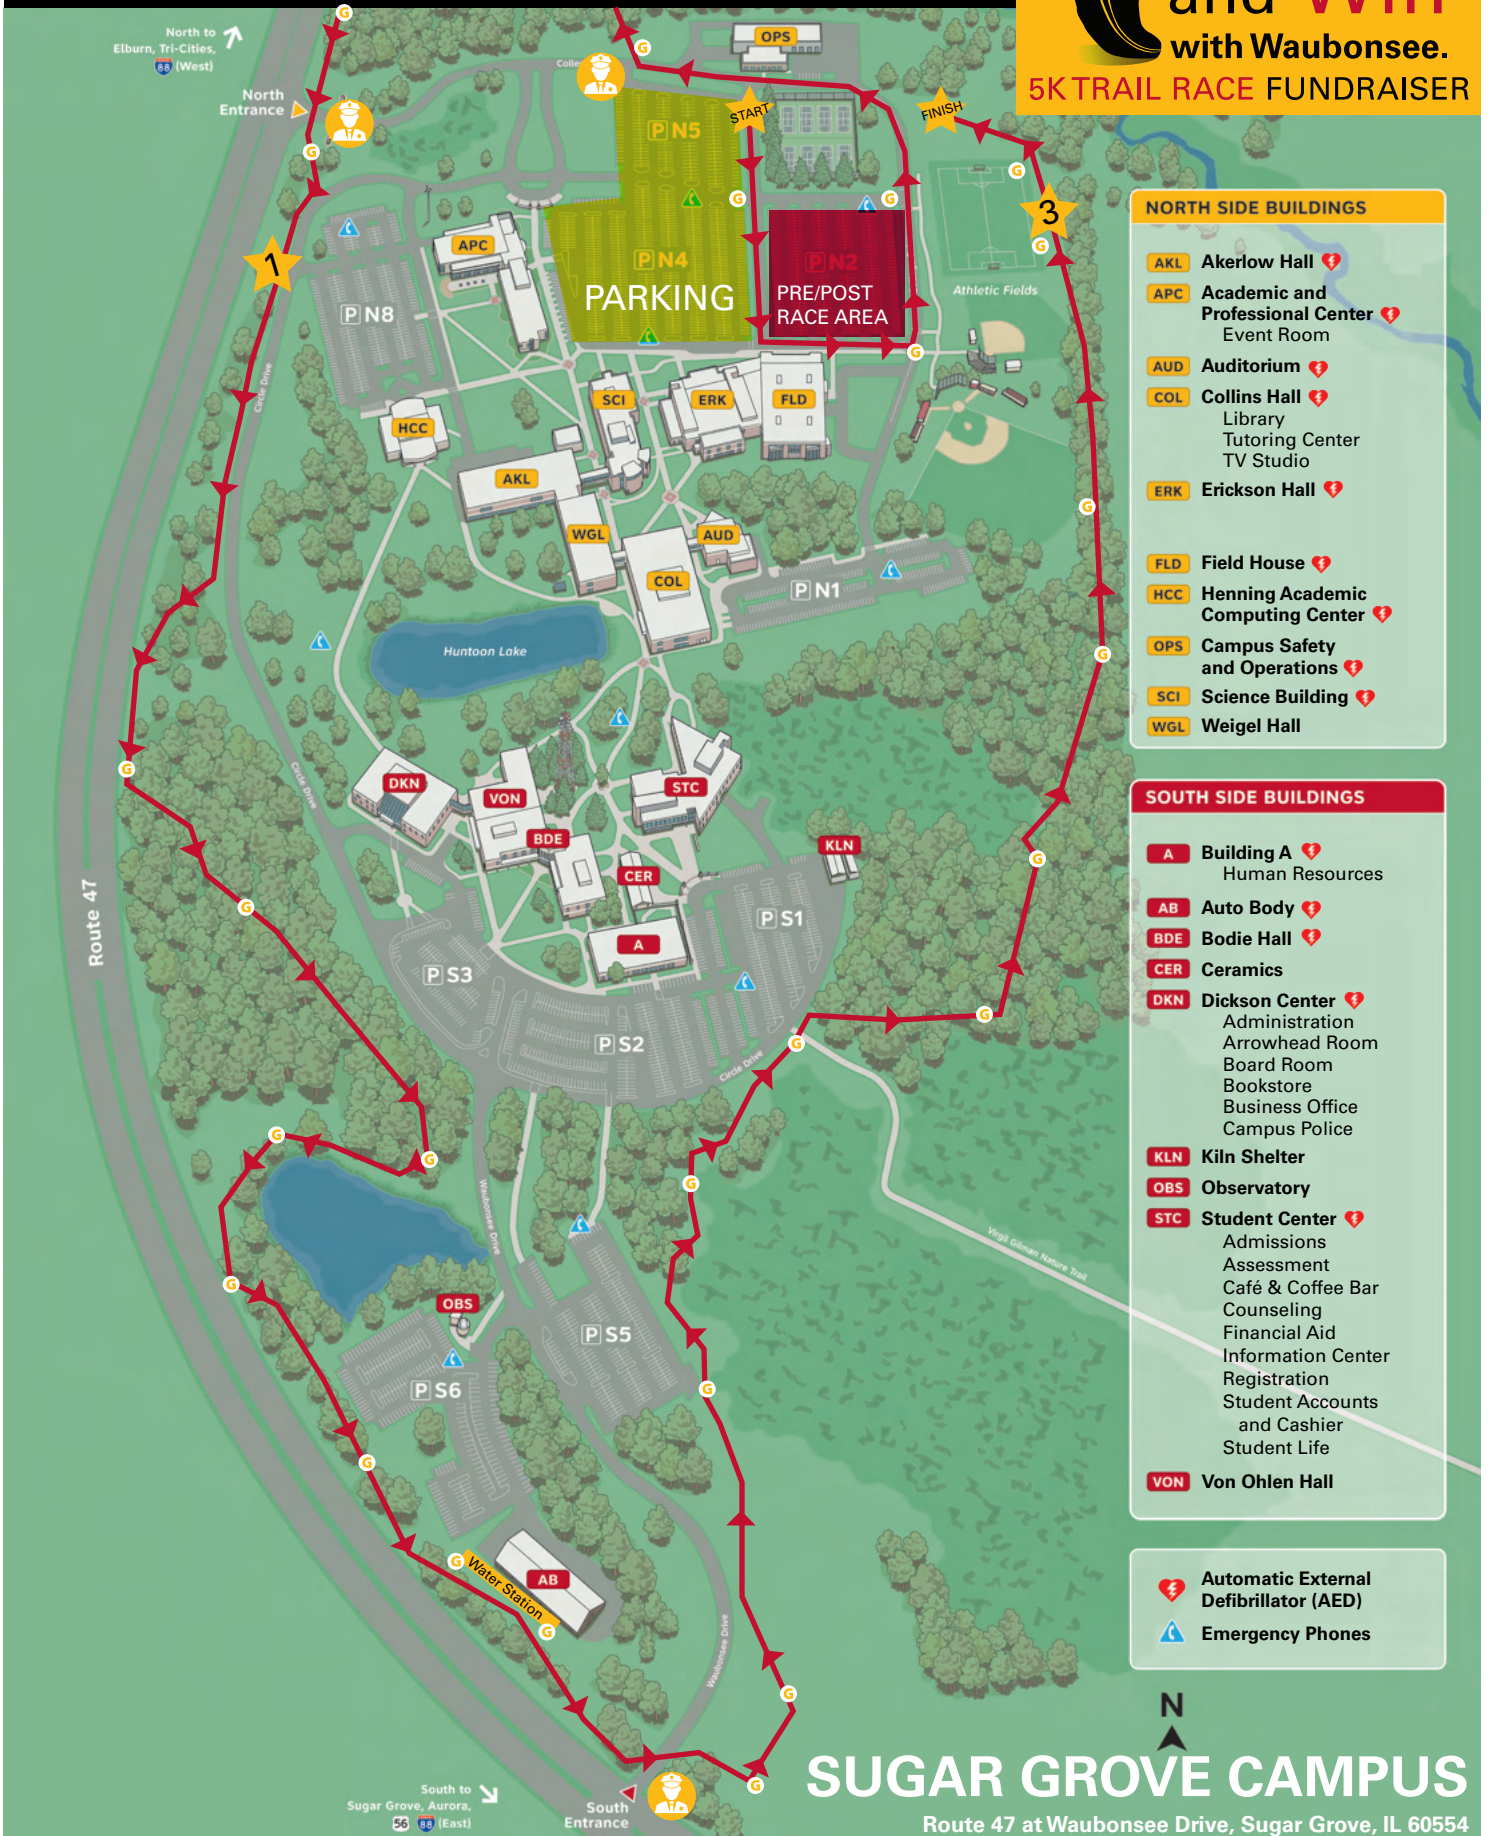 and Win
with Waubonsee.
5K TRAIL RACE FUNDRAISER
North to
Elburn, Tri-Cities,
88 (West)
North
Entrance
G
G
G
G
OPS
START
FINISH
P N5
P N4
PARKING
P N2
PRE/POST
RACE AREA
G
G
G
G
G
3
1
APC
P N8
Athletic Fields
Circle Drive
HCC
SCI
ERK
FLD
AKL
WGL
AUD
COL
P N1
G
G
Huntoon Lake
G
DKN
VON
BDE
STC
CER
A
KLN
G
Circle Drive
Route 47
G
P S1
P S3
P S2
Circle Drive
G
G
G
G
G
G
Waubonsee Drive
Virgil Gilman Nature Trail
OBS
P S5
P S6
G
G
G
Water Station
G
AB
Waubonsee Drive
G
G
South to
Sugar Grove, Aurora,
56 88 (East)
South
Entrance
NORTH SIDE BUILDINGS
AKL Akerlow Hall
APC Academic and
Professional Center
Event Room
AUD Auditorium
COL Collins Hall
Library
Tutoring Center
TV Studio
ERK Erickson Hall
FLD Field House
HCC Henning Academic
Computing Center
OPS Campus Safety
and Operations
SCI Science Building
WGL Weigel Hall
SOUTH SIDE BUILDINGS
A Building A
Human Resources
AB Auto Body
BDE Bodie Hall
CER Ceramics
DKN Dickson Center
Administration
Arrowhead Room
Board Room
Bookstore
Business Office
Campus Police
KLN Kiln Shelter
OBS Observatory
STC Student Center
Admissions
Assessment
Café & Coffee Bar
Counseling
Financial Aid
Information Center
Registration
Student Accounts
and Cashier
Student Life
VON Von Ohlen Hall
Automatic External
Defibrillator (AED)
Emergency Phones
N
SUGAR GROVE CAMPUS
Route 47 at Waubonsee Drive, Sugar Grove, IL 60554